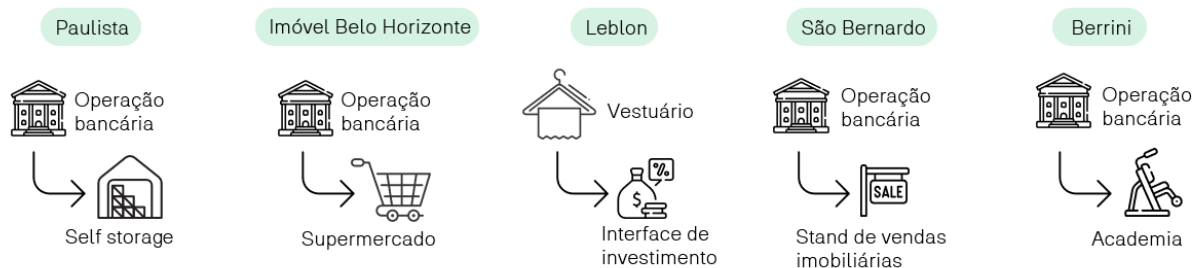 Paulista
Operação
bancária
Self storage
Imóvel Belo Horizonte
Operação
bancária
Supermercado
Leblon
Vestuário
%
$
Interface de
investimento
São Bernardo
Operação
bancária
SALE
Stand de vendas
imobiliárias
Berrini
Operação
bancária
Academia